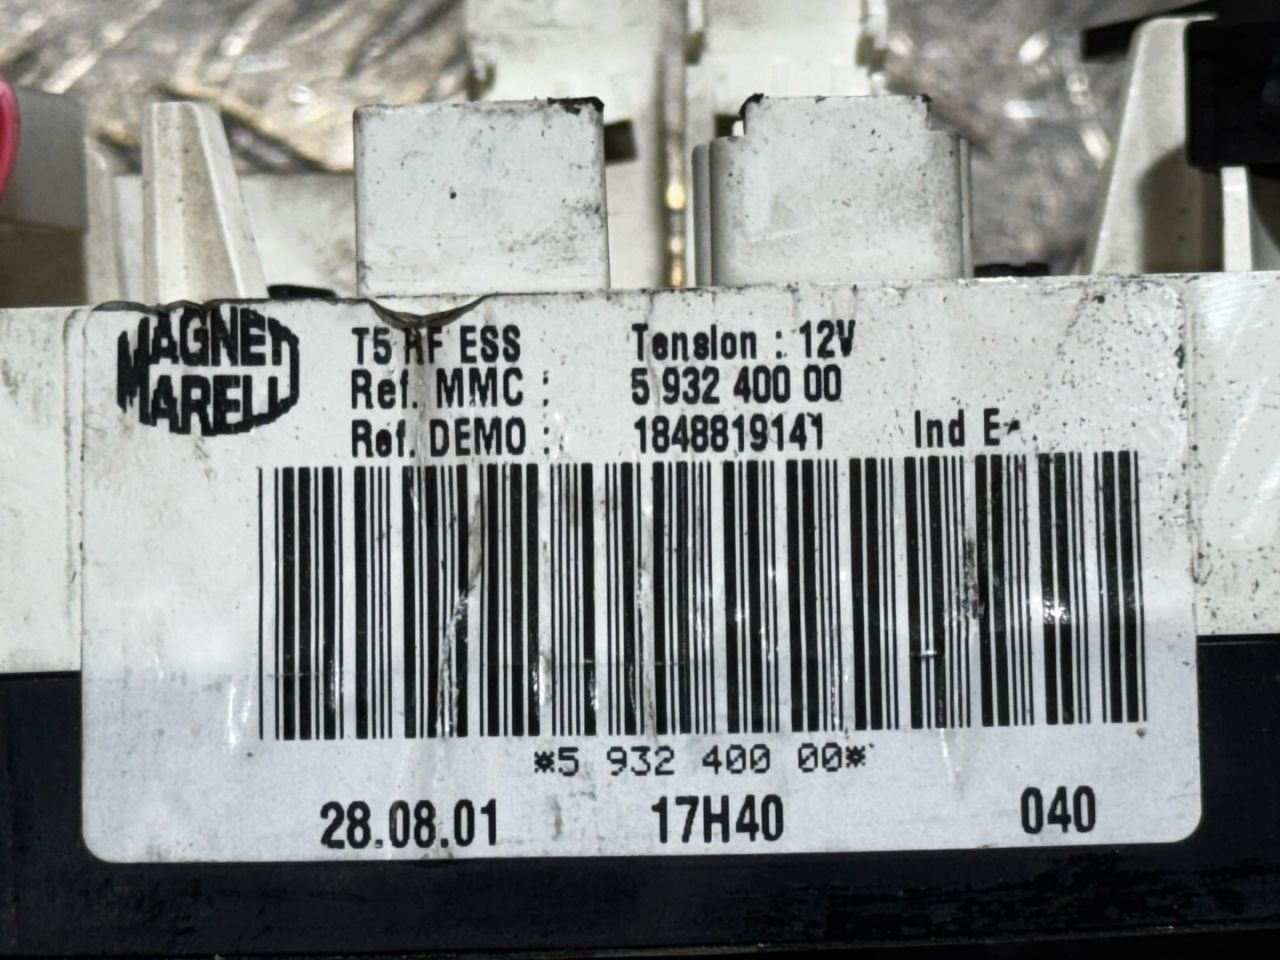 MAGNETI
MARELLI
T5 RF ESS
Tension : 12V
Ref. MMC :
5 932 400 00
Ref. DEMO :
1848819141
Ind E
*5 932 400 00*
28.08.01
17H40
040